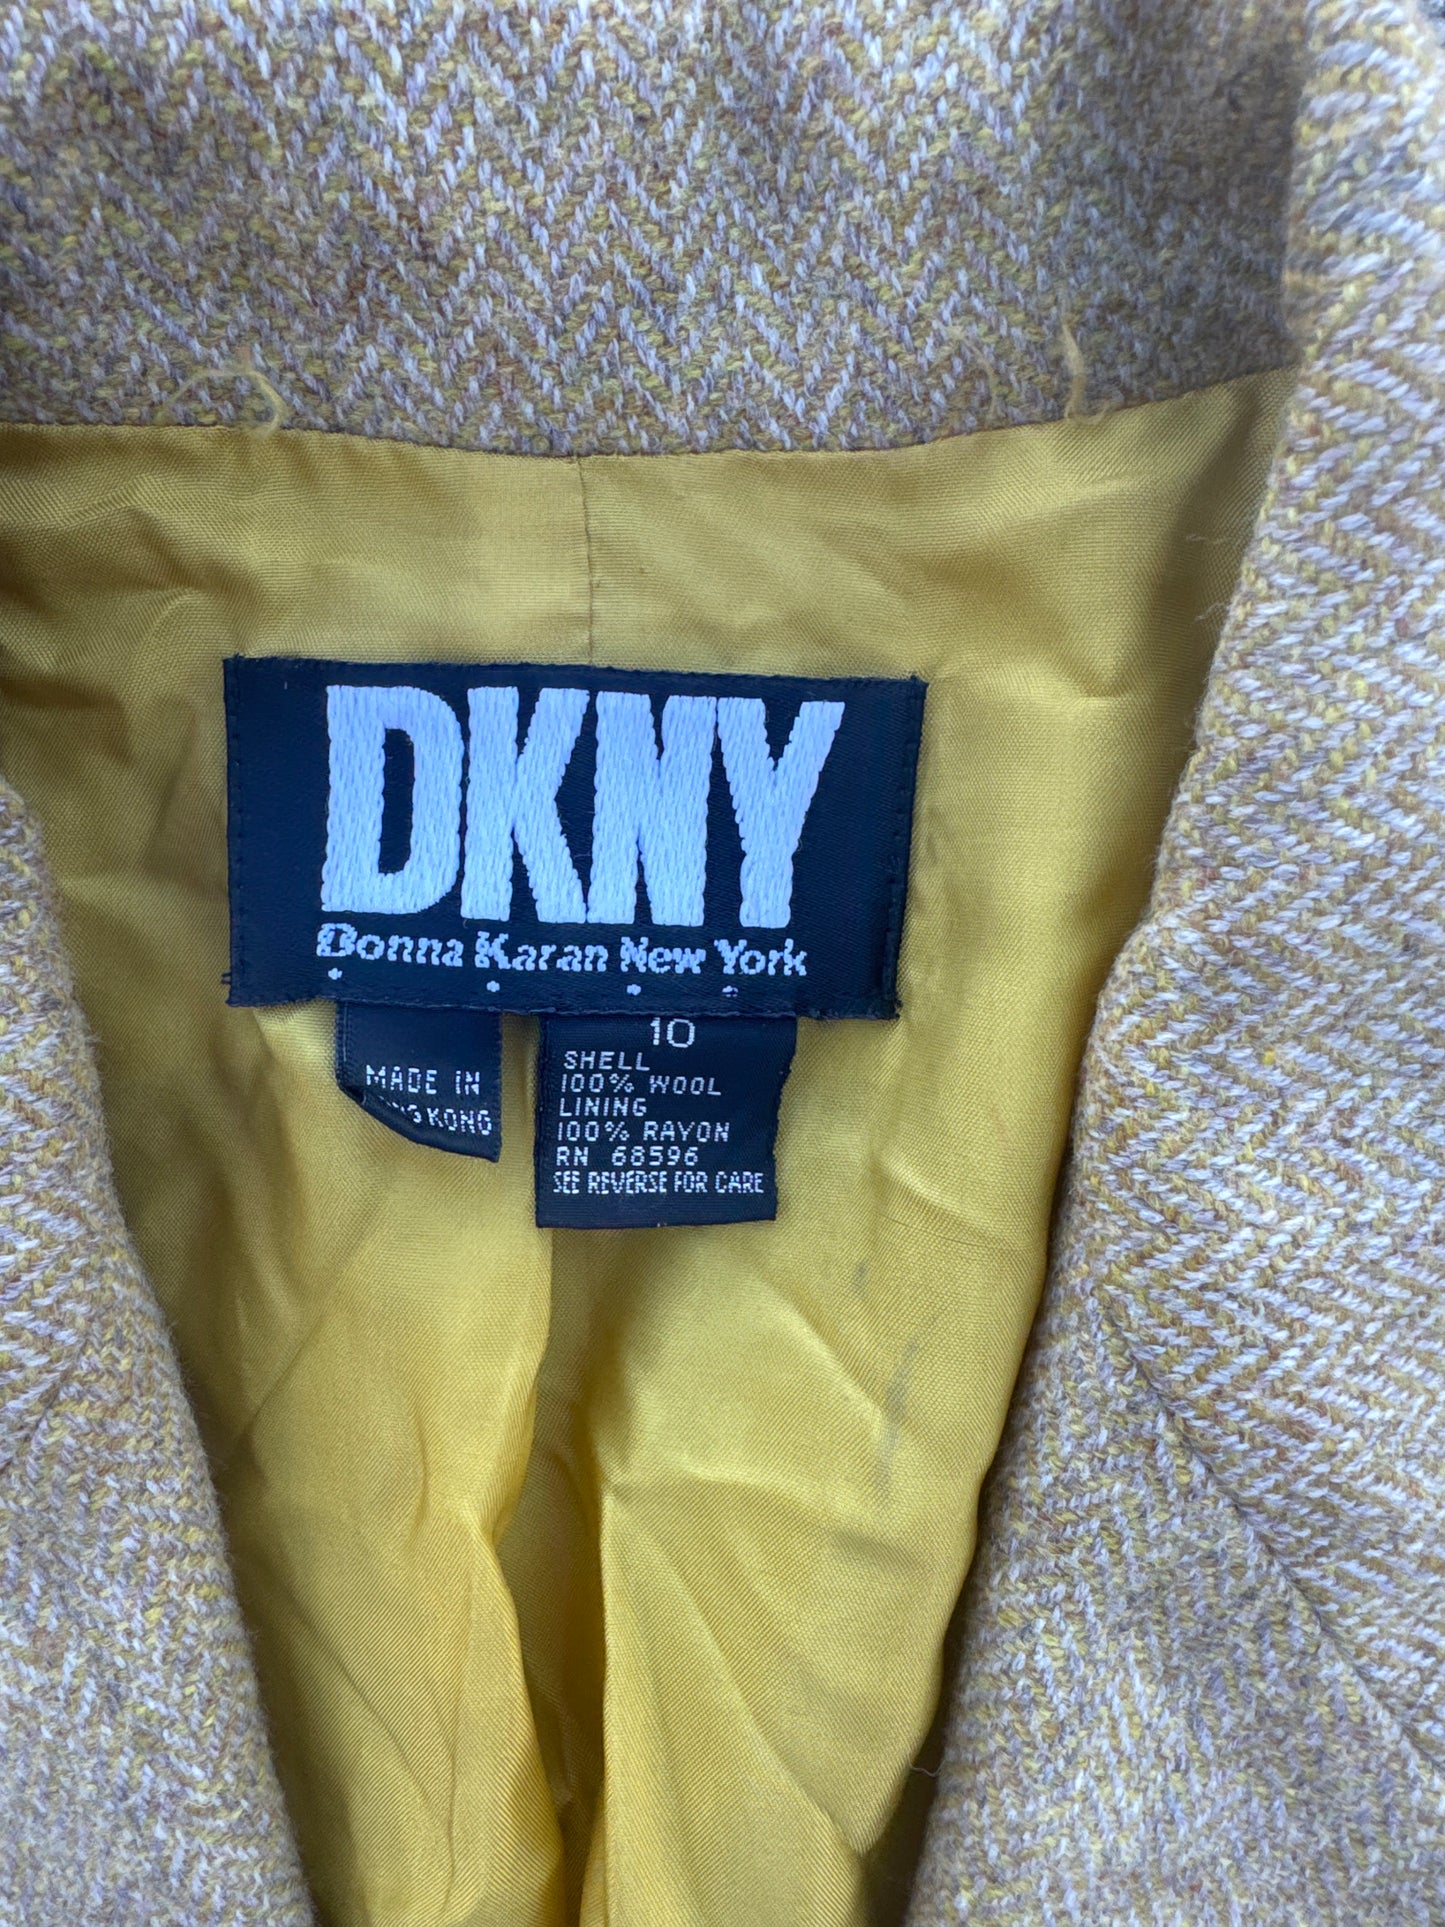 DKNY
Donna Karan New York
MADE IN
KONG
10
SHELL
100% WOOL
LINING
100% RAYON
RN 68596
SEE REVERSE FOR CARE